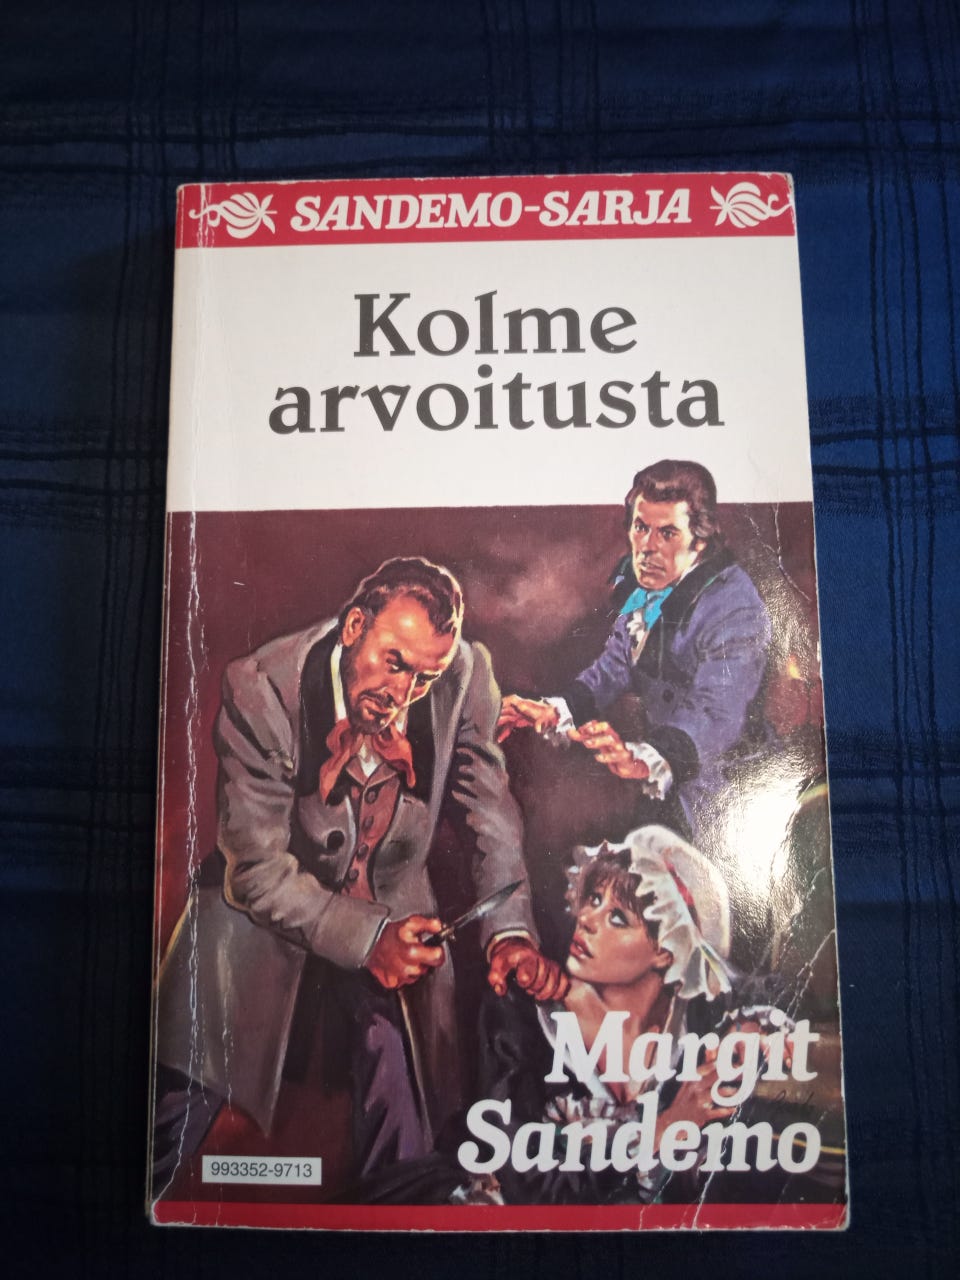 SANDEMO-SARJA
Kolme
arvoitusta
Margit
Sandemo
993352-9713